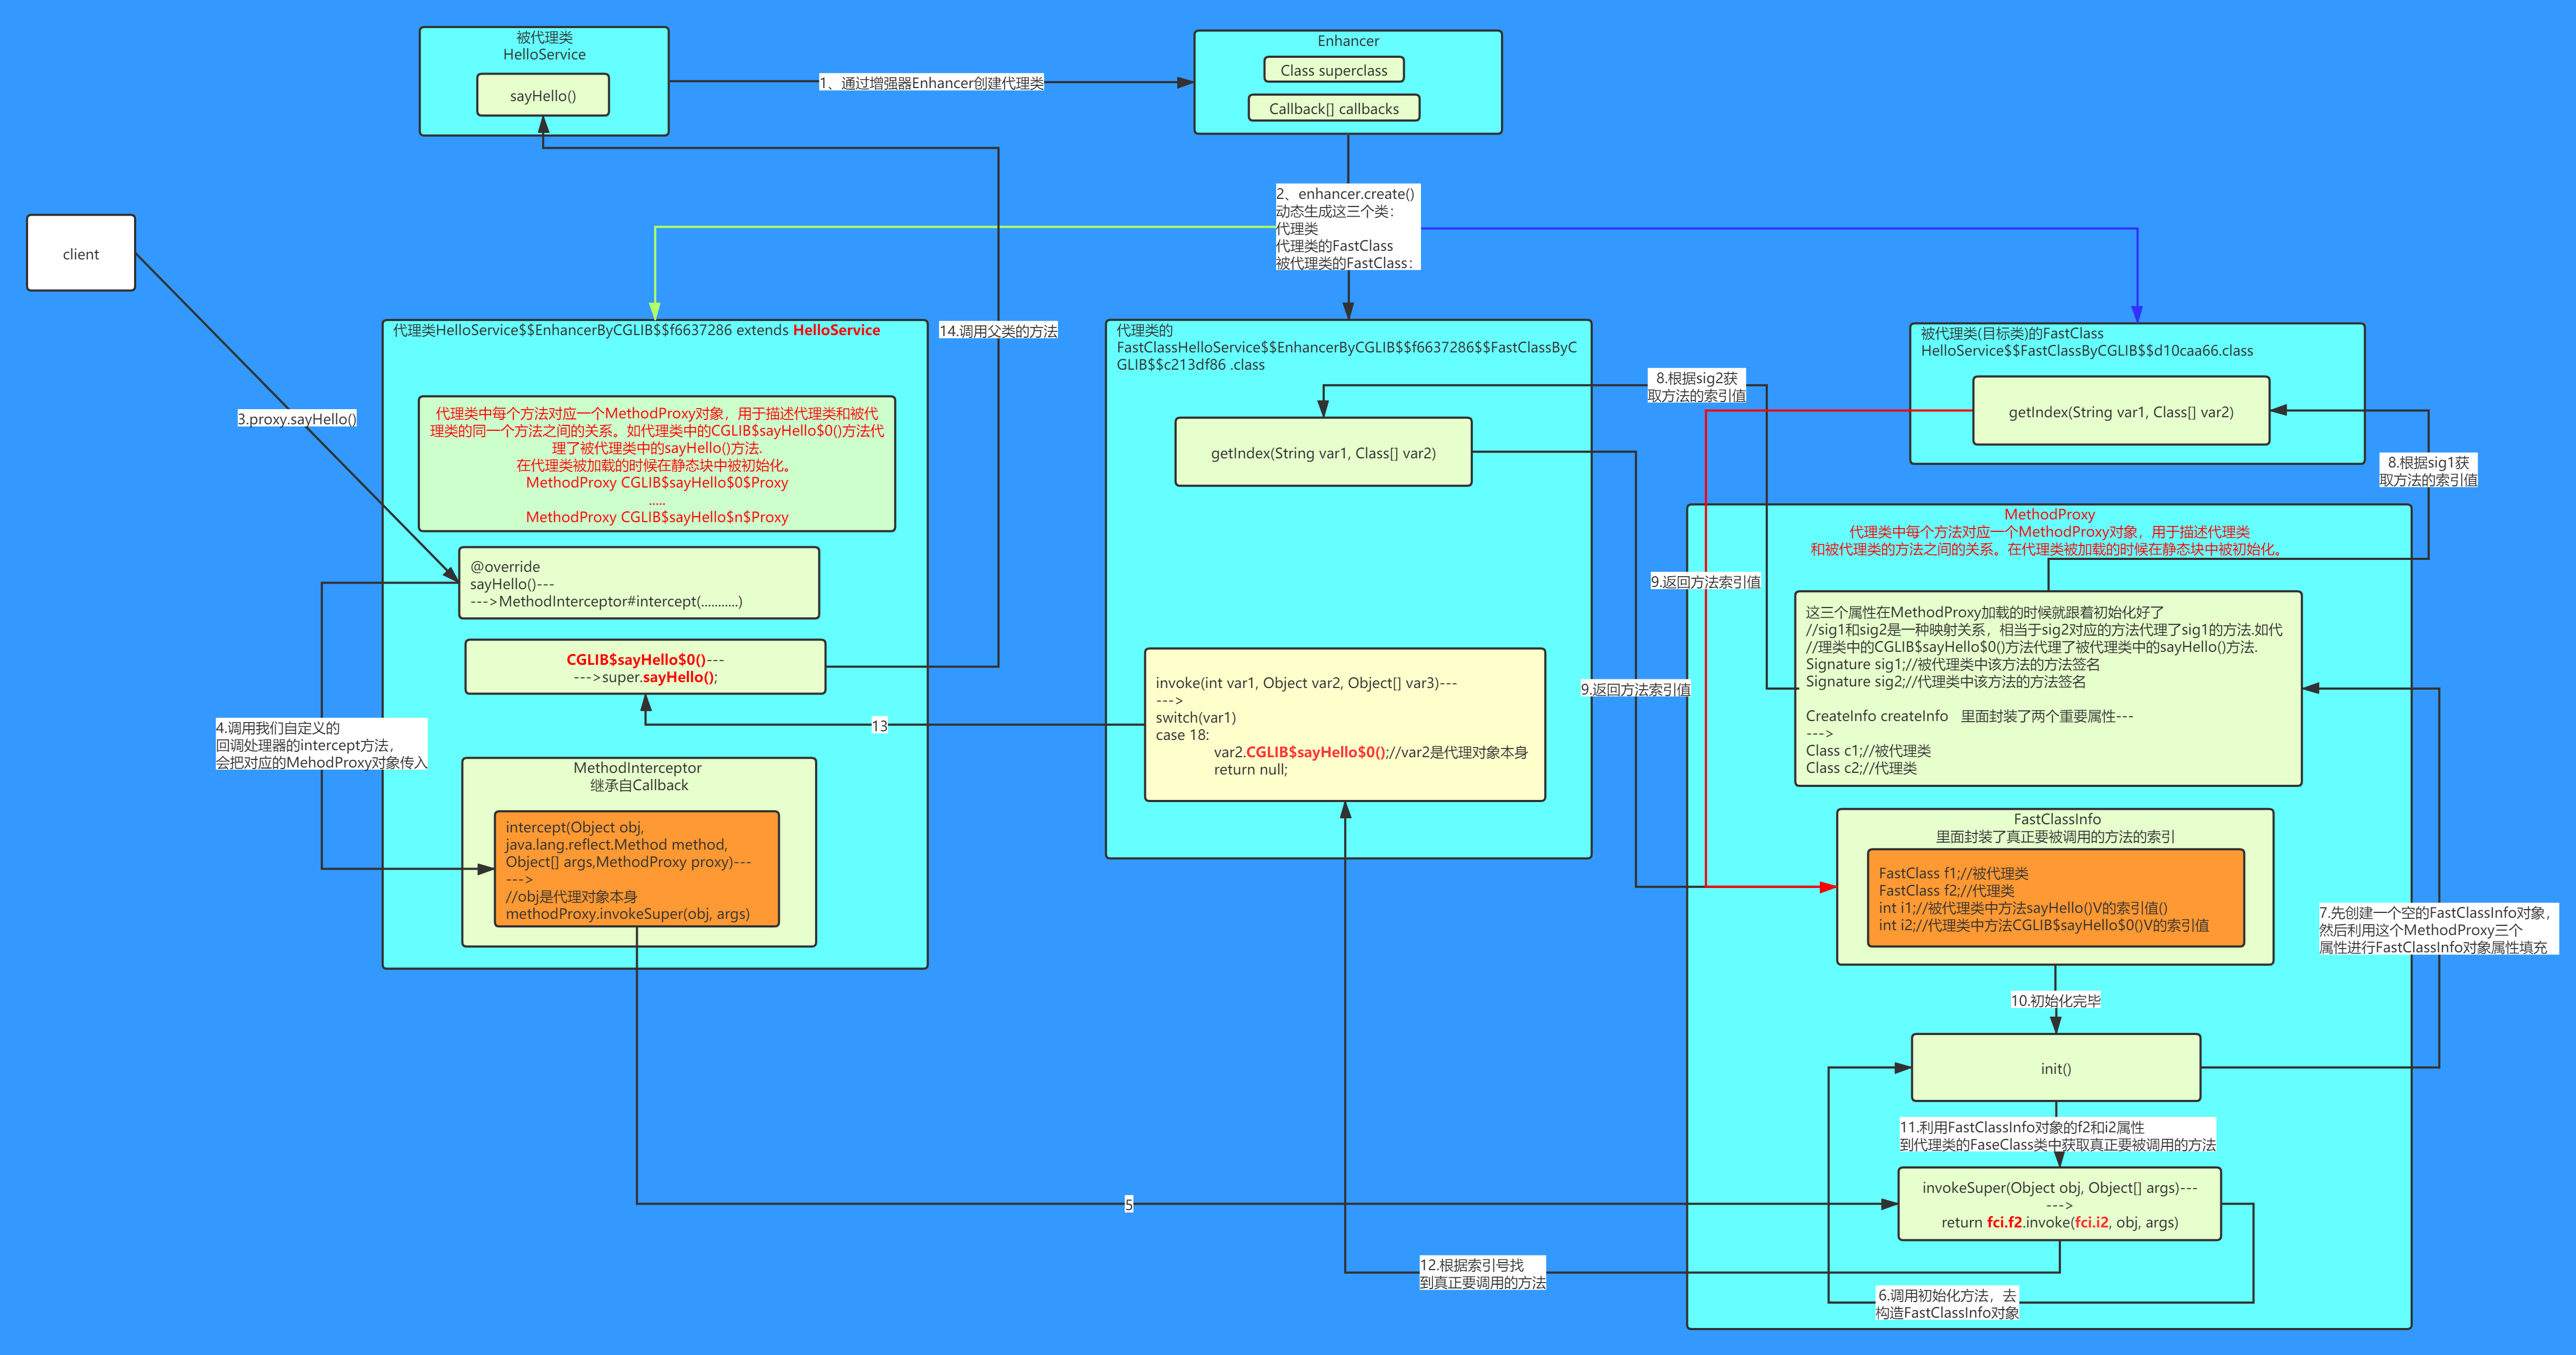 被代理类
HelloService
sayHello()
1、通过增强器Enhancer创建代理类
Enhancer
Class superclass
Callback[] callbacks
2、enhancer.create()
动态生成这三个类：
代理类
代理类的FastClass
被代理类的FastClass：
client
3.proxy.sayHello()
代理类HelloService$$EnhancerByCGLIB$$f6637286 extends HelloService
代理类中每个方法对应一个MethodProxy对象，用于描述代理类和被代
理类的同一个方法之间的关系。如代理类中的CGLIB$sayHello$0()方法代
理了被代理类中的sayHello()方法.
在代理类被加载的时候在静态块中被初始化。
MethodProxy CGLIB$sayHello$0$Proxy
.....
MethodProxy CGLIB$sayHello$n$Proxy
@override
sayHello()---
--->MethodInterceptor#intercept(...........)
CGLIB$sayHello$0()---
--->super.sayHello();
14.调用父类的方法
4.调用我们自定义的
回调处理器的intercept方法，
会把对应的MehodProxy对象传入
MethodInterceptor
继承自Callback
intercept(Object obj,
java.lang.reflect.Method method,
Object[] args,MethodProxy proxy)---
--->
//obj是代理对象本身
methodProxy.invokeSuper(obj, args)
5
代理类的
FastClassHelloService$$EnhancerByCGLIB$$f6637286$$FastClassByC
GLIB$$c213df86 .class
getIndex(String var1, Class[] var2)
invoke(int var1, Object var2, Object[] var3)---
--->
switch(var1)
case 18:
var2.CGLIB$sayHello$0();//var2是代理对象本身
return null;
13
8.根据sig2获
取方法的索引值
9.返回方法索引值
9.返回方法索引值
被代理类(目标类)的FastClass
HelloService$$FastClassByCGLIB$$d10caa66.class
getIndex(String var1, Class[] var2)
8.根据sig1获
取方法的索引值
MethodProxy
代理类中每个方法对应一个MethodProxy对象，用于描述代理类
和被代理类的方法之间的关系。在代理类被加载的时候在静态块中被初始化。
这三个属性在MethodProxy加载的时候就跟着初始化好了
//sig1和sig2是一种映射关系，相当于sig2对应的方法代理了sig1的方法.如代
//理类中的CGLIB$sayHello$0()方法代理了被代理类中的sayHello()方法.
Signature sig1;//被代理类中该方法的方法签名
Signature sig2;//代理类中该方法的方法签名
CreateInfo createInfo 里面封装了两个重要属性---
--->
Class c1;//被代理类
Class c2;//代理类
FastClassInfo
里面封装了真正要被调用的方法的索引
FastClass f1;//被代理类
FastClass f2;//代理类
int i1;//被代理类中方法sayHello()V的索引值()
int i2;//代理类中方法CGLIB$sayHello$0()V的索引值
7.先创建一个空的FastClassInfo对象，
然后利用这个MethodProxy三个
属性进行FastClassInfo对象属性填充
10.初始化完毕
init()
11.利用FastClassInfo对象的f2和i2属性
到代理类的FaseClass类中获取真正要被调用的方法
invokeSuper(Object obj, Object[] args)---
--->
return fci.f2.invoke(fci.i2, obj, args)
12.根据索引号找
到真正要调用的方法
6.调用初始化方法，去
构造FastClassInfo对象